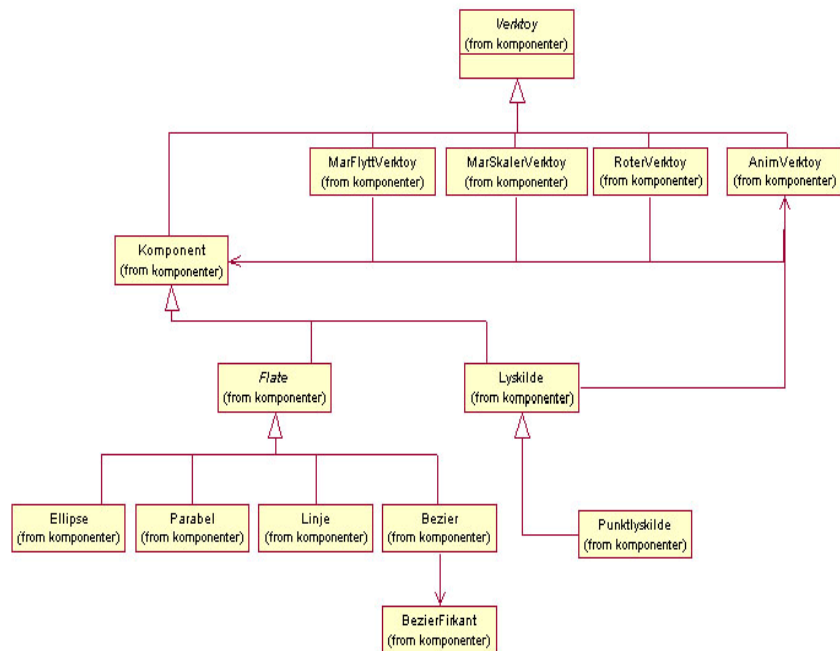 Verktoy
(from komponenter)
MarFlyttVerktoy
(from komponenter)
MarSkalerVerktoy
(from komponenter)
RoterVerktoy
(from komponenter)
AnimVerktoy
(from komponenter)
Komponent
(from komponenter)
Flate
(from komponenter)
Lyskilde
(from komponenter)
Ellipse
(from komponenter)
Parabel
(from komponenter)
Linje
(from komponenter)
Bezier
(from komponenter)
Punktlyskilde
(from komponenter)
BezierFirkant
(from komponenter)